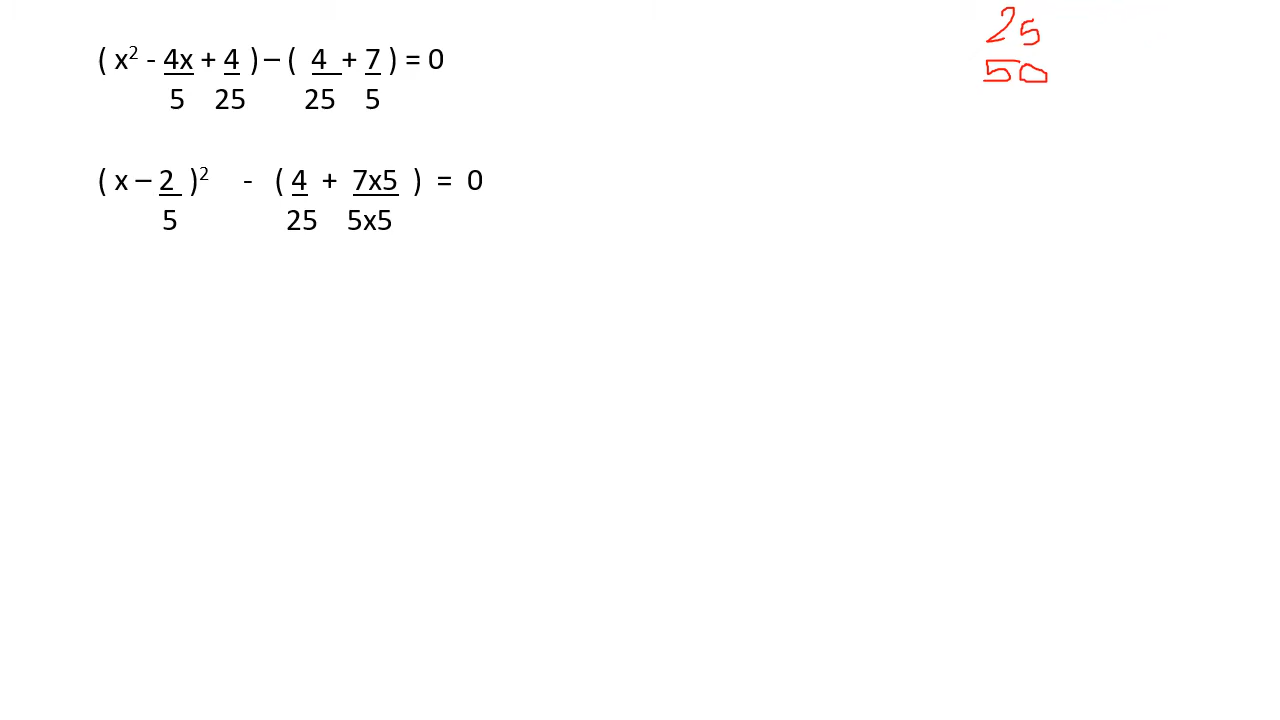 ( x² - 4x + 4 ) – ( 4 + 7 ) = 0
5 25 25 5
( x – 2 )² - ( 4 + 7x5 ) = 0
5 25 5x5
25
50